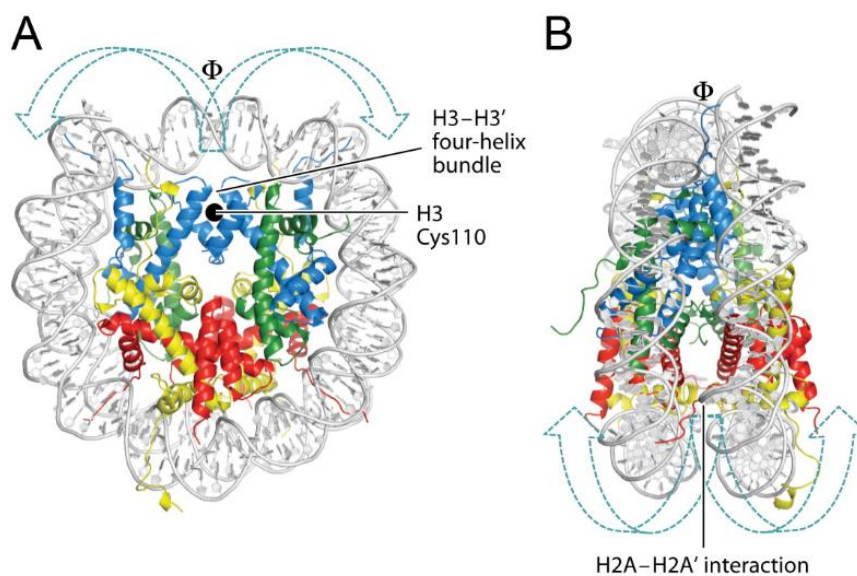 A
B
Φ
Φ
H3–H3′
four-helix
bundle
H3
Cys110
H2A–H2A′ interaction